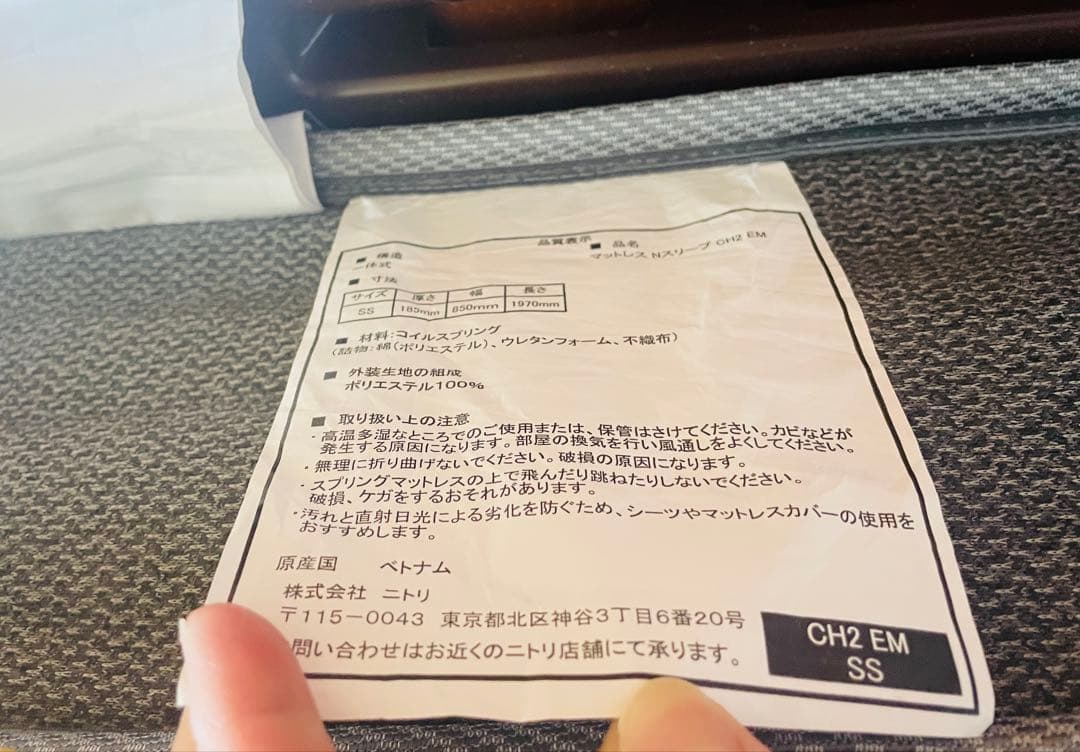 品質表示
■ 構造
一体式
■ 品名
マットレス Nスリープ CH2 EM
■ 寸法
サイズ 厚さ 幅 長さ
SS 185mm 850mm 1970mm
■ 材料:コイルスプリング
(詰物:綿(ポリエステル)、ウレタンフォーム、不織布)
■ 外装生地の組成
ポリエステル100%
■ 取り扱い上の注意
・高温多湿なところでのご使用または、保管はさけてください。カビなどが
発生する原因になります。部屋の換気を行い風通しをよくしてください。
・無理に折り曲げないでください。破損の原因になります。
・スプリングマットレスの上で飛んだり跳ねたりしないでください。
破損、ケガをするおそれがあります。
・汚れと直射日光による劣化を防ぐため、シーツやマットレスカバーの使用を
おすすめします。
原産国 ベトナム
株式会社 ニトリ
〒115-0043 東京都北区神谷3丁目6番20号
問い合わせはお近くのニトリ店舗にて承ります。
CH2 EM
SS